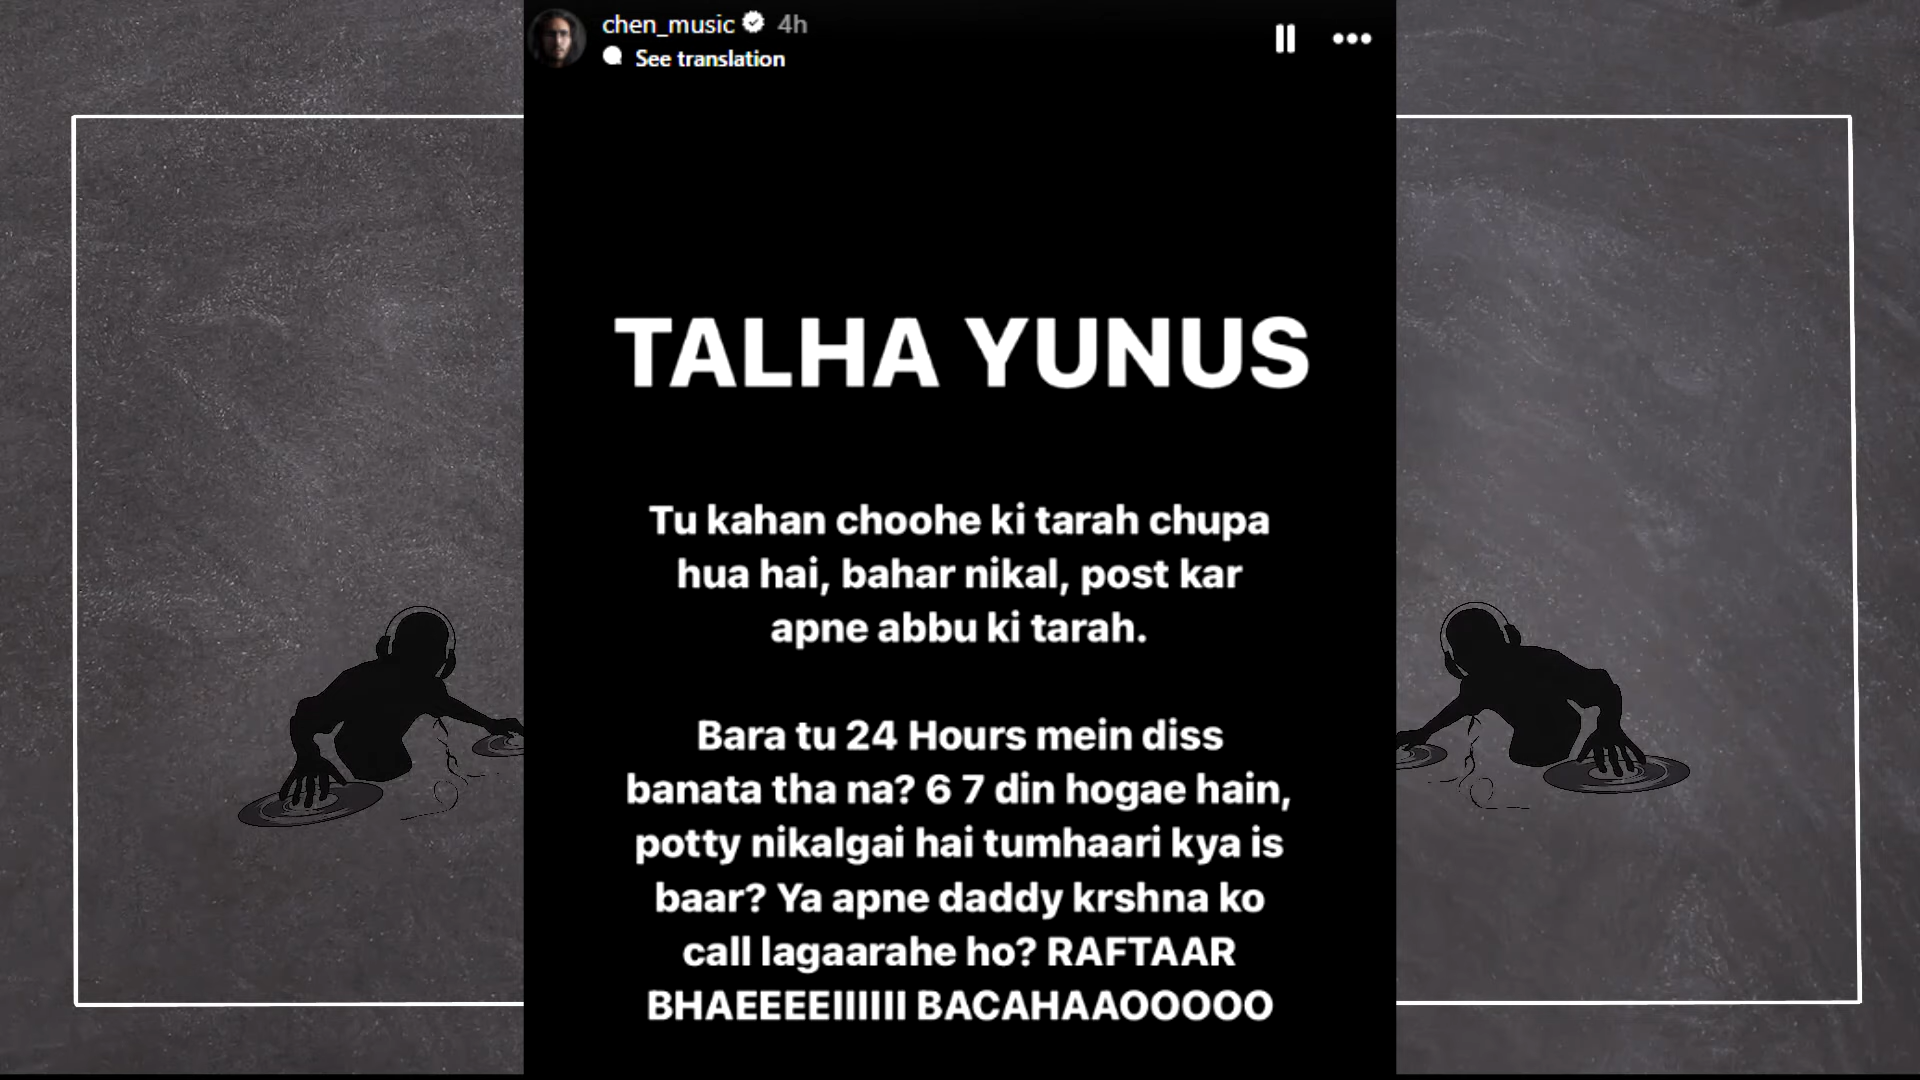 chen_music 4h
See translation
TALHA YUNUS
Tu kahan choohe ki tarah chupa
hua hai, bahar nikal, post kar
apne abbu ki tarah.
Bara tu 24 Hours mein diss
banata tha na? 6 7 din hogae hain,
potty nikalgai hai tumhaari kya is
baar? Ya apne daddy krshna ko
call lagaarahe ho? RAFTAAR
BHAEEEEIIIIII BACAHAAOOOOO